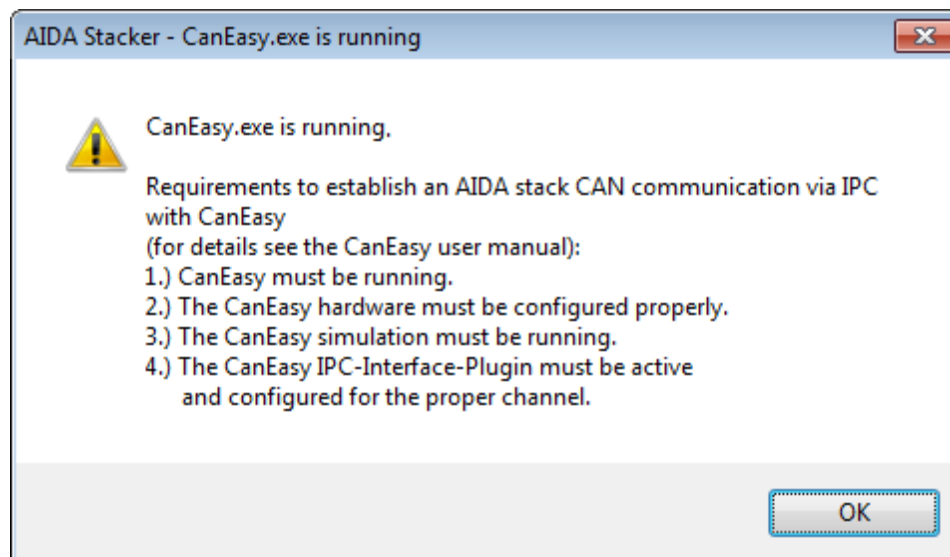 AIDA Stacker - CanEasy.exe is running
CanEasy.exe is running,
Requirements to establish an AIDA stack CAN communication via IPC
with CanEasy
(for details see the CanEasy user manual):
1.) CanEasy must be running.
2.) The CanEasy hardware must be configured properly.
3.) The CanEasy simulation must be running.
4.) The CanEasy IPC-Interface-Plugin must be active
and configured for the proper channel.
OK